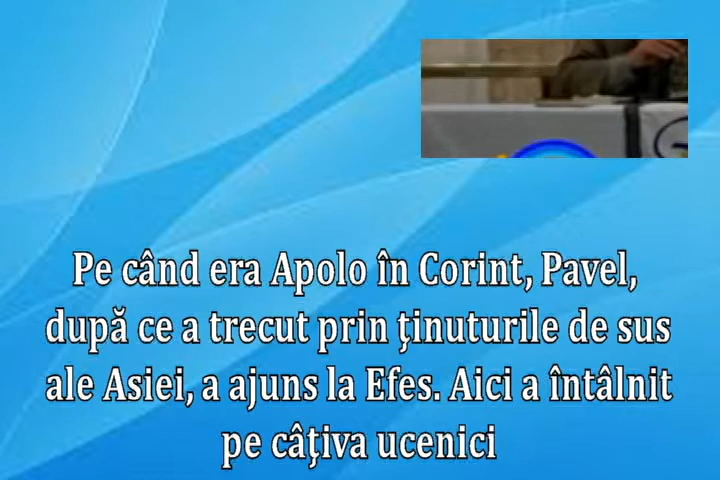 Pe când era Apolo în Corint, Pavel,
după ce a trecut prin ţinuturile de sus
ale Asiei, a ajuns la Efes. Aici a întâlnit
pe câţiva ucenici